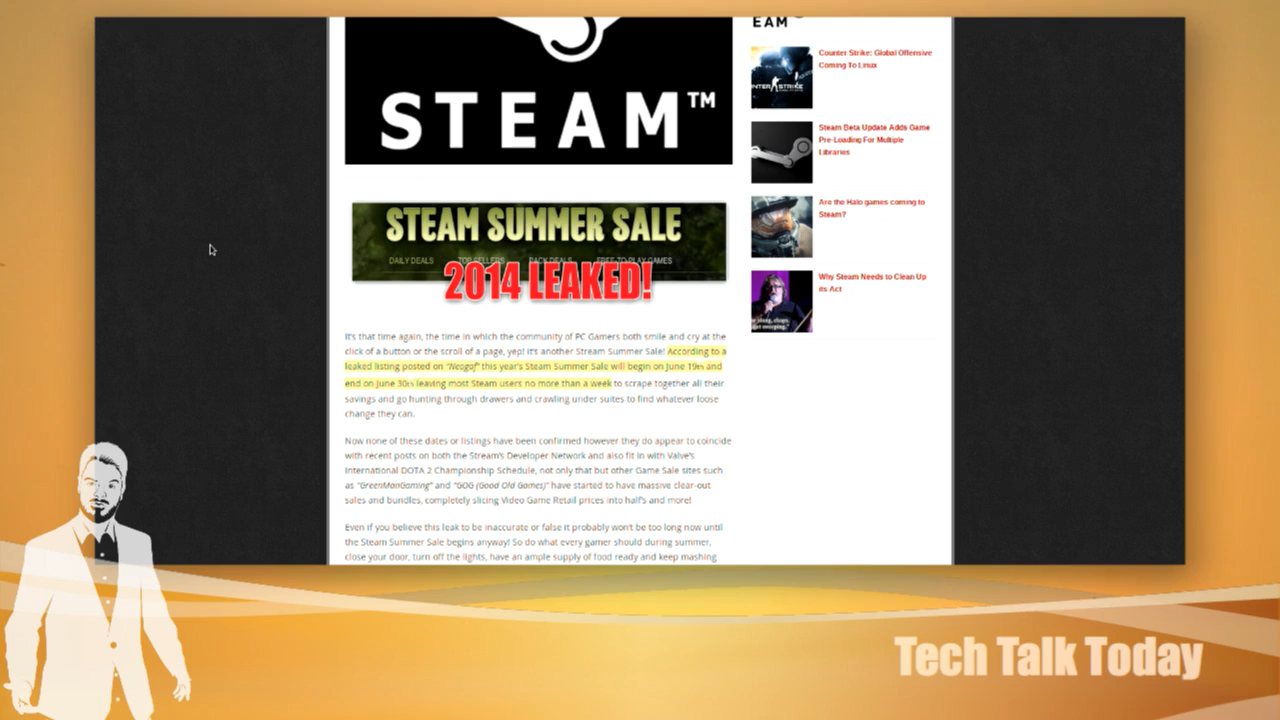 STEAM™
STEAM SUMMER SALE
DAILY DEALS TOP SELLERS PACK DEALS FREE-TO-PLAY GAMES
2014 LEAKED!
It's that time again, the time in which the community of PC Gamers both smile and cry at the
click of a button or the scroll of a page, yep! it's another Stream Summer Sale! According to a
leaked listing posted on "Neogaf" this year's Steam Summer Sale will begin on June 19th and
end on June 30th leaving most Steam users no more than a week to scrape together all their
savings and go hunting through drawers and crawling under suites to find whatever loose
change they can.
Now none of these dates or listings have been confirmed however they do appear to coincide
with recent posts on both the Stream's Developer Network and also fit in with Valve's
International DOTA 2 Championship Schedule, not only that but other Game Sale sites such
as "GreenManGaming" and "GOG (Good Old Games)" have started to have massive clear-out
sales and bundles, completely slicing Video Game Retail prices into half's and more!
Even if you believe this leak to be inaccurate or false it probably won't be too long now until
the Steam Summer Sale begins anyway! So do what every gamer should during summer,
close your door, turn off the lights, have an ample supply of food ready and keep mashing
EAM
Counter Strike: Global Offensive
Coming To Linux
NTER STRIKE
Steam Beta Update Adds Game
Pre-Loading For Multiple
Libraries
Are the Halo games coming to
Steam?
Why Steam Needs to Clean Up
its Act
Tech Talk Today